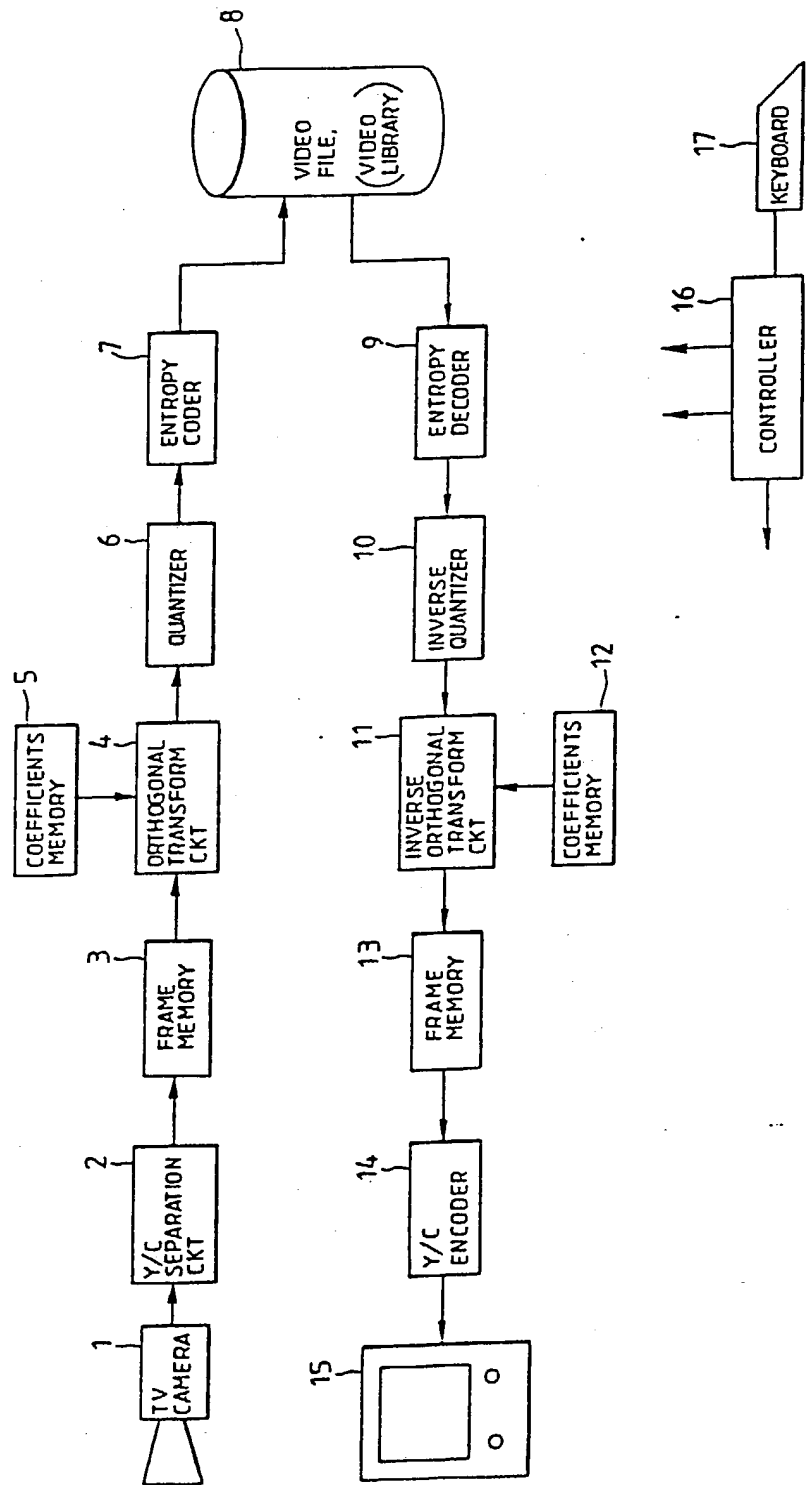 1
TV
CAMERA
2
Y/C
SEPARATION
CKT
3
FRAME
MEMORY
4
ORTHOGONAL
TRANSFORM
CKT
5
COEFFICIENTS
MEMORY
6
QUANTIZER
7
ENTROPY
CODER
8
VIDEO
FILE,
(VIDEO
LIBRARY)
9
ENTROPY
DECODER
10
INVERSE
QUANTIZER
11
INVERSE
ORTHOGONAL
TRANSFORM
CKT
12
COEFFICIENTS
MEMORY
13
FRAME
MEMORY
14
Y/C
ENCODER
15
16
CONTROLLER
17
KEYBOARD